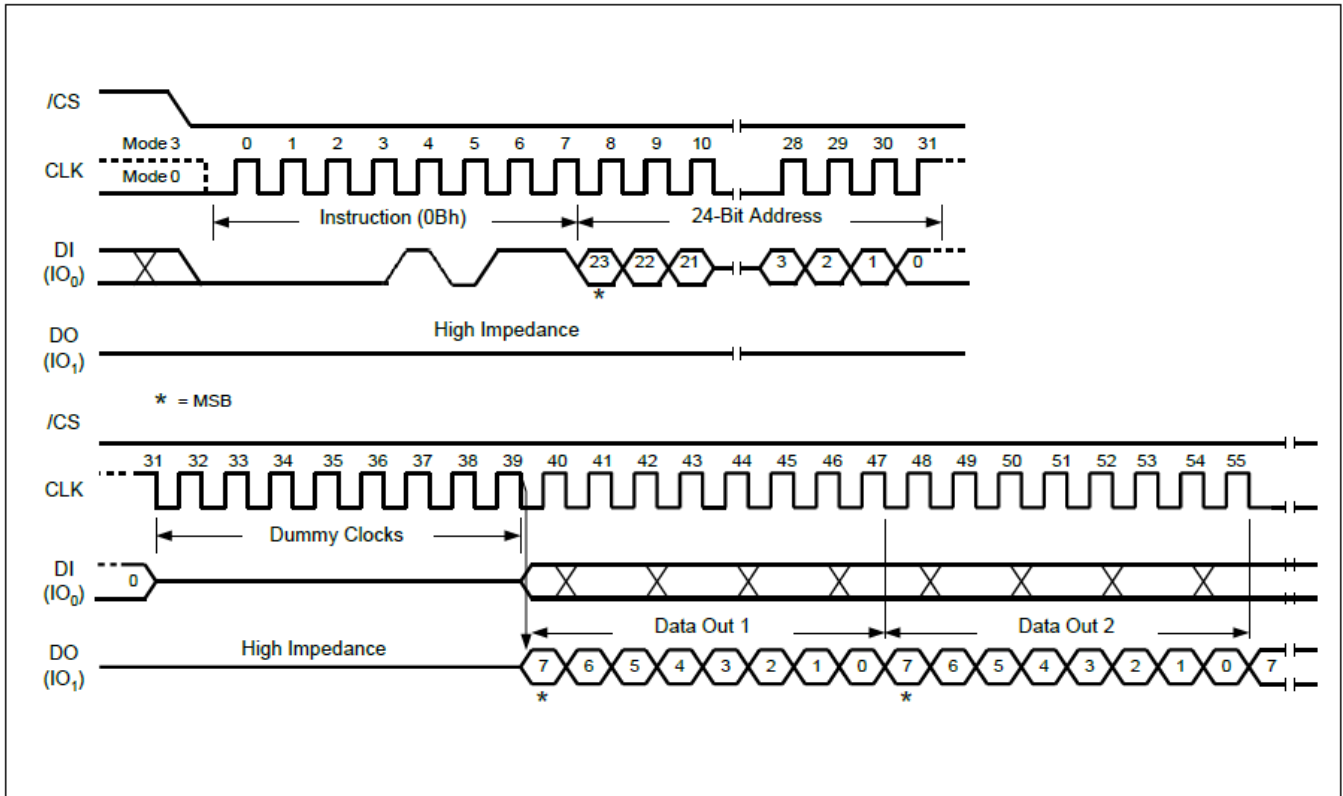 /CS
Mode 3 0 1 2 3 4 5 6 7 8 9 10 28 29 30 31
CLK
Mode 0
Instruction (0Bh) 24-Bit Address
DI
(IO0)
23 22 21 3 2 1 0
*
DO
(IO1)
High Impedance
* = MSB
/CS
31 32 33 34 35 36 37 38 39 40 41 42 43 44 45 46 47 48 49 50 51 52 53 54 55
CLK
Dummy Clocks
DI
(IO0)
0
Data Out 1 Data Out 2
DO
(IO1)
High Impedance
7 6 5 4 3 2 1 0 7 6 5 4 3 2 1 0 7
* *